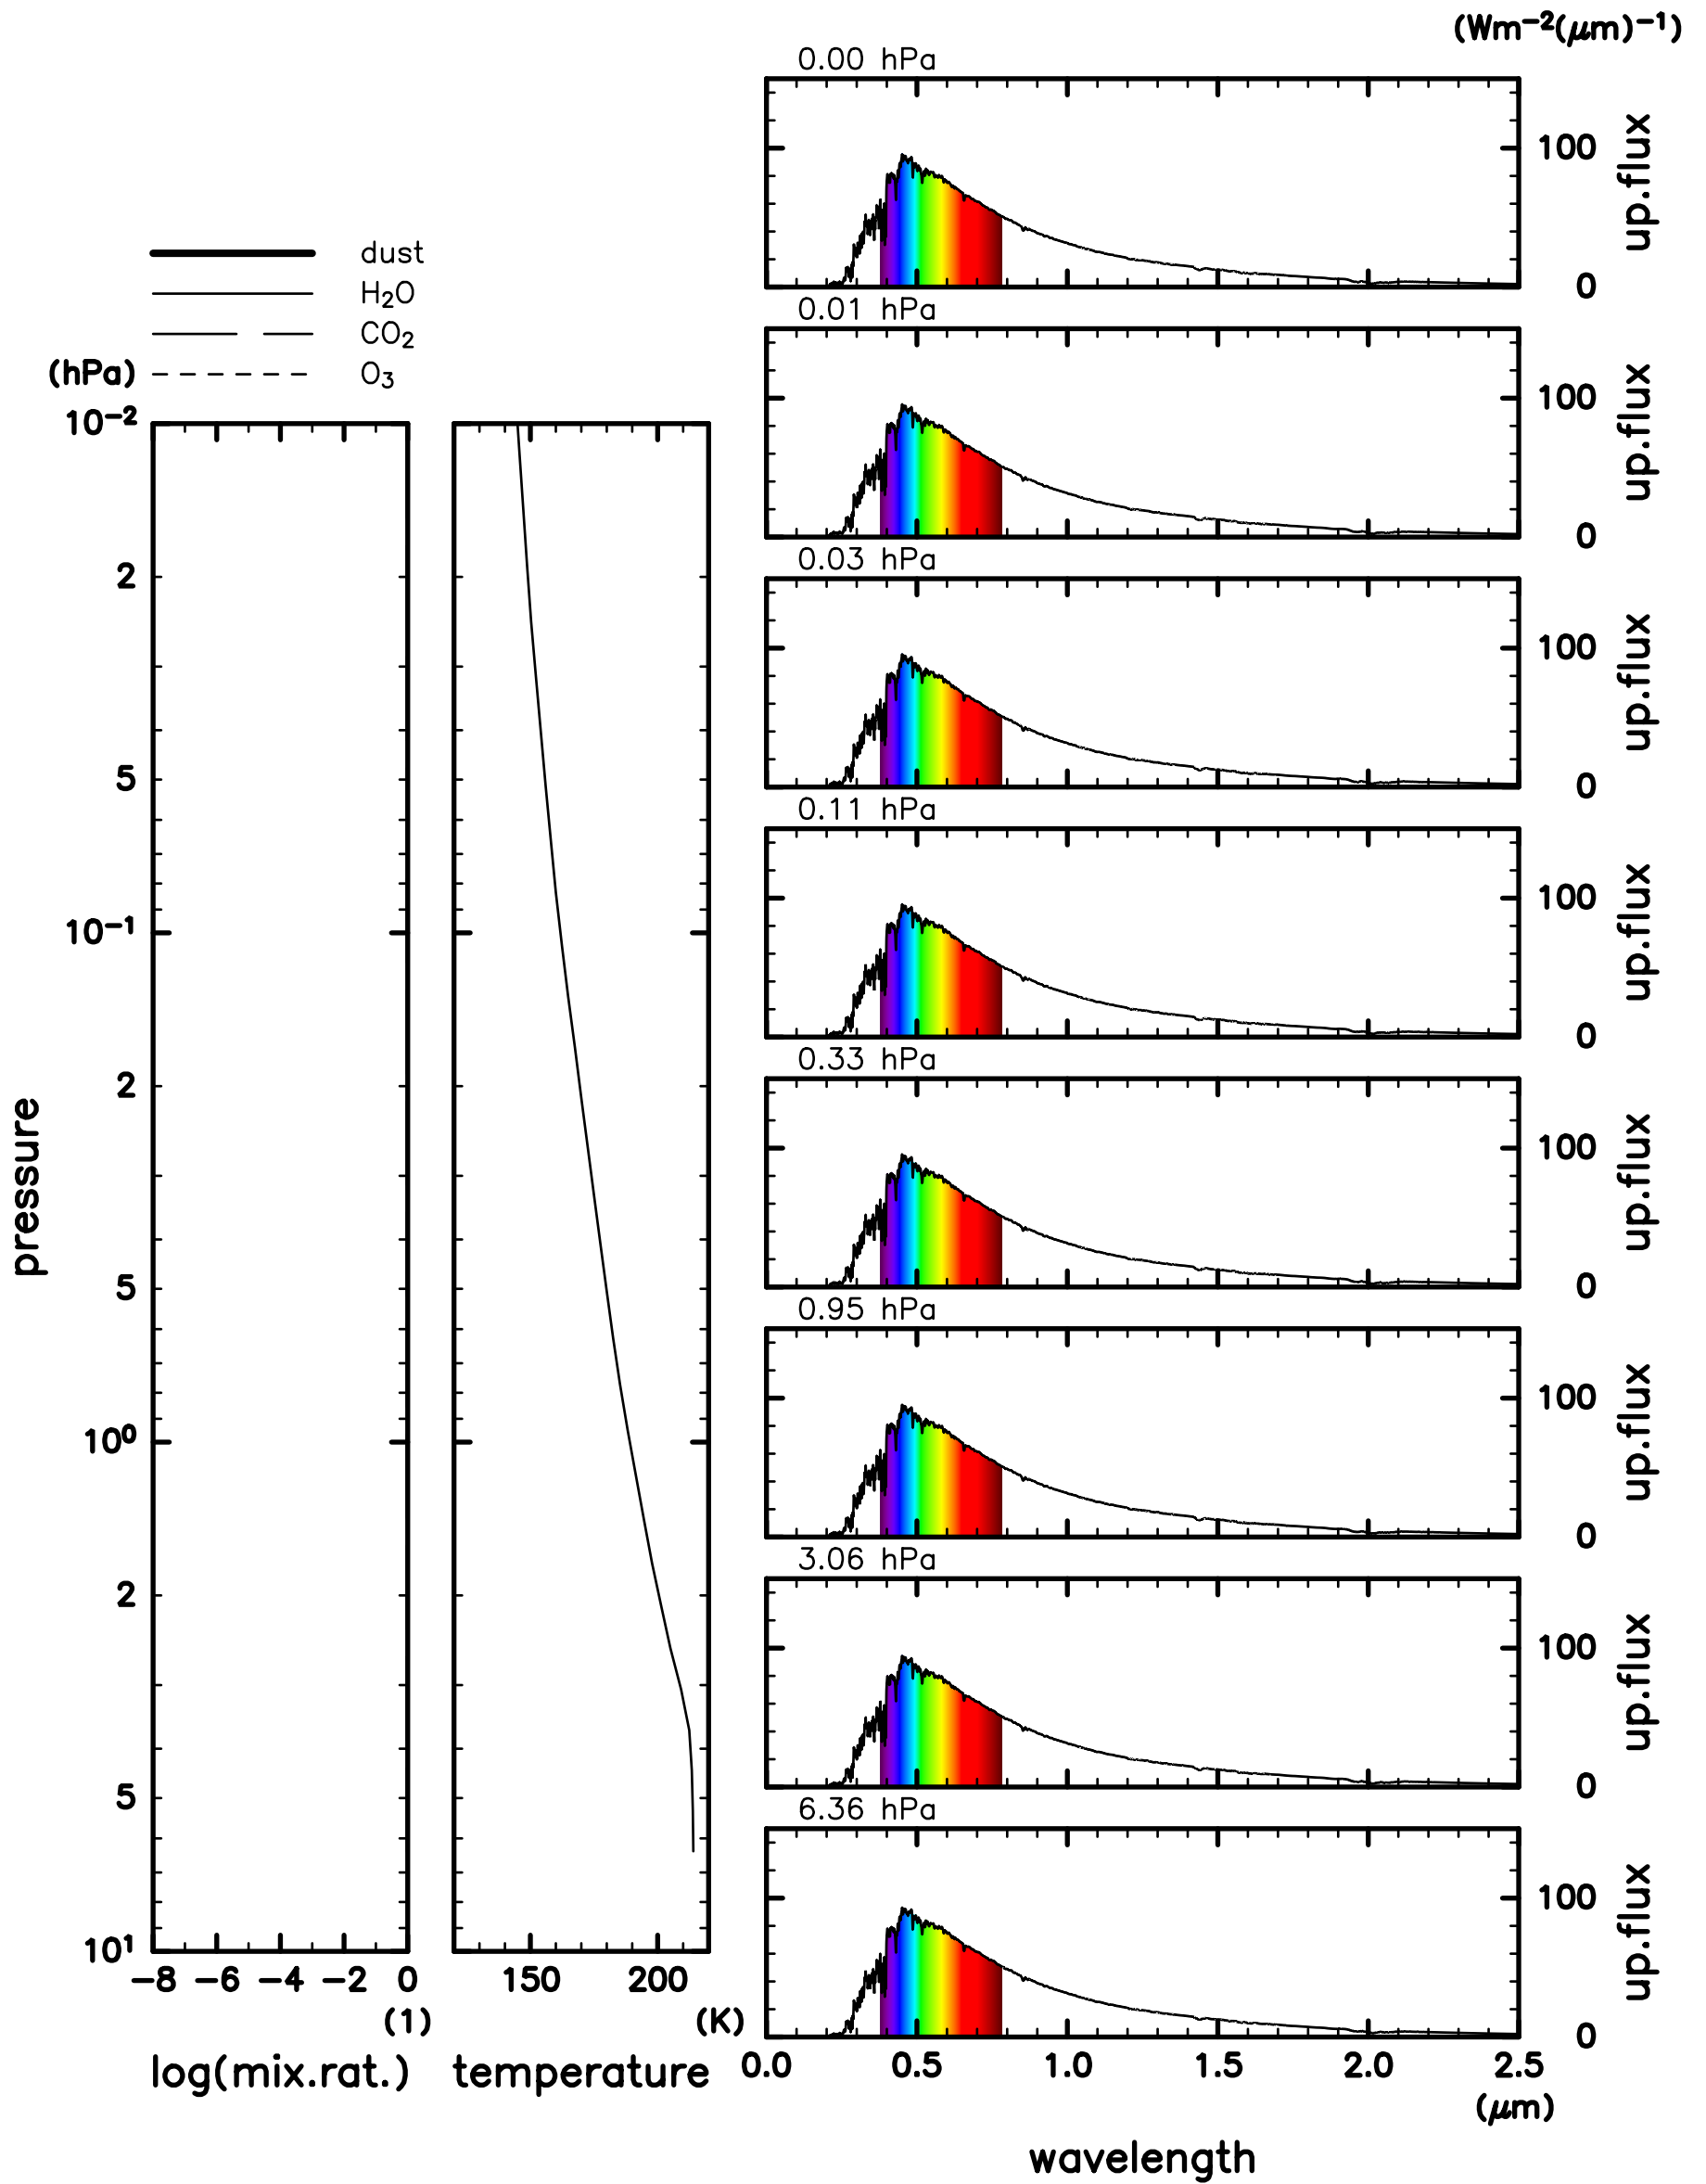 (Wm⁻²(μm)⁻¹)
dust
H₂O
CO₂
O₃
(hPa)
10⁻²
2
5
10⁻¹
2
5
10⁰
2
5
10¹
pressure
−8 −6 −4 −2 0
(1)
log(mix.rat.)
150 200
(K)
temperature
0.00 hPa
100
0
up.flux
0.01 hPa
100
0
up.flux
0.03 hPa
100
0
up.flux
0.11 hPa
100
0
up.flux
0.33 hPa
100
0
up.flux
0.95 hPa
100
0
up.flux
3.06 hPa
100
0
up.flux
6.36 hPa
100
0
up.flux
0.0 0.5 1.0 1.5 2.0 2.5
(μm)
wavelength